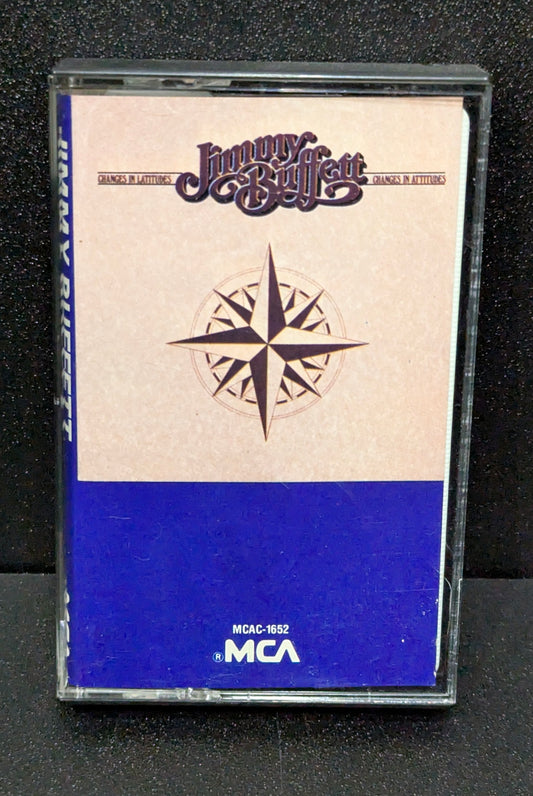 CHANGES IN LATITUDES Jimmy Buffett CHANGES IN ATTITUDES
MCAC-1652
® MCA
JIMMY BUFFETT